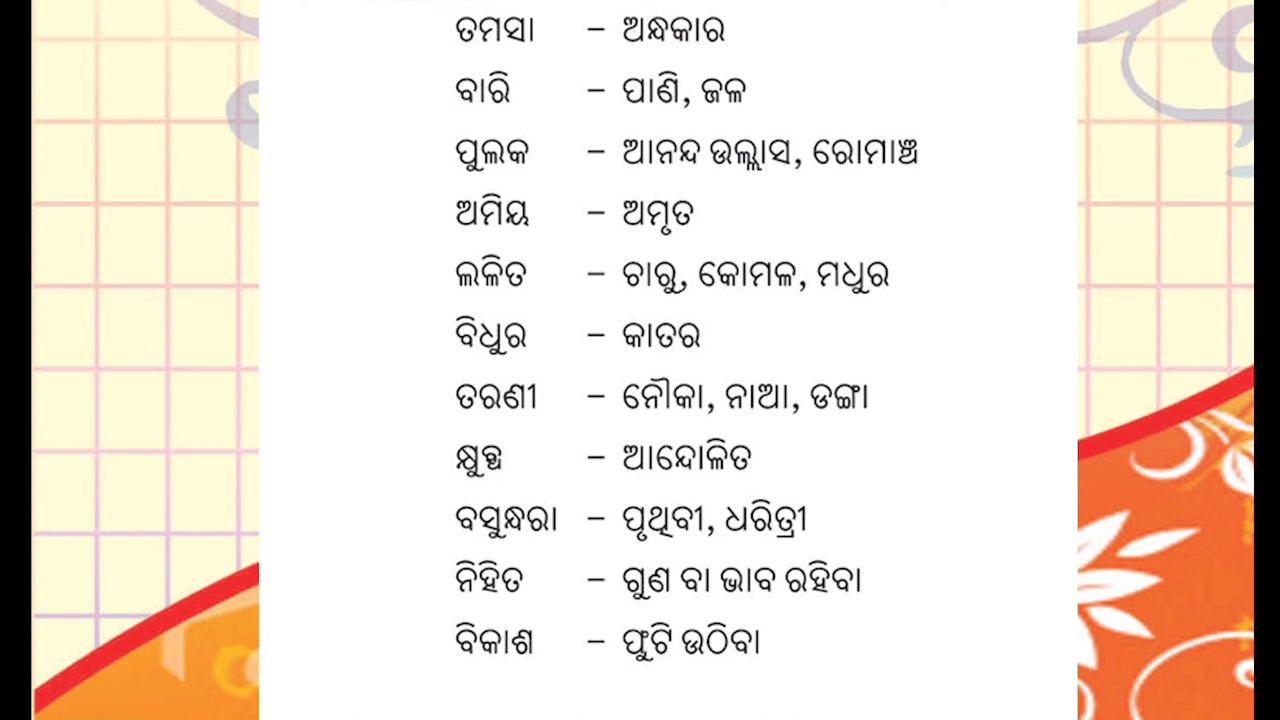 ତମସା – ଅନ୍ଧକାର
ବାରି – ପାଣି, ଜଳ
ପୁଲକ – ଆନନ୍ଦ ଉଲ୍ଲାସ, ରୋମାଞ୍ଚ
ଅମିୟ – ଅମୃତ
ଲଳିତ – ଚାରୁ, କୋମଳ, ମଧୁର
ବିଧୁର – କାତର
ତରଣୀ – ନୌକା, ନାଆ, ଡଙ୍ଗା
କ୍ଷୁବ୍ଧ – ଆନ୍ଦୋଳିତ
ବସୁନ୍ଧରା – ପୃଥିବୀ, ଧରିତ୍ରୀ
ନିହିତ – ଗୁଣ ବା ଭାବ ରହିବା
ବିକାଶ – ଫୁଟି ଉଠିବା